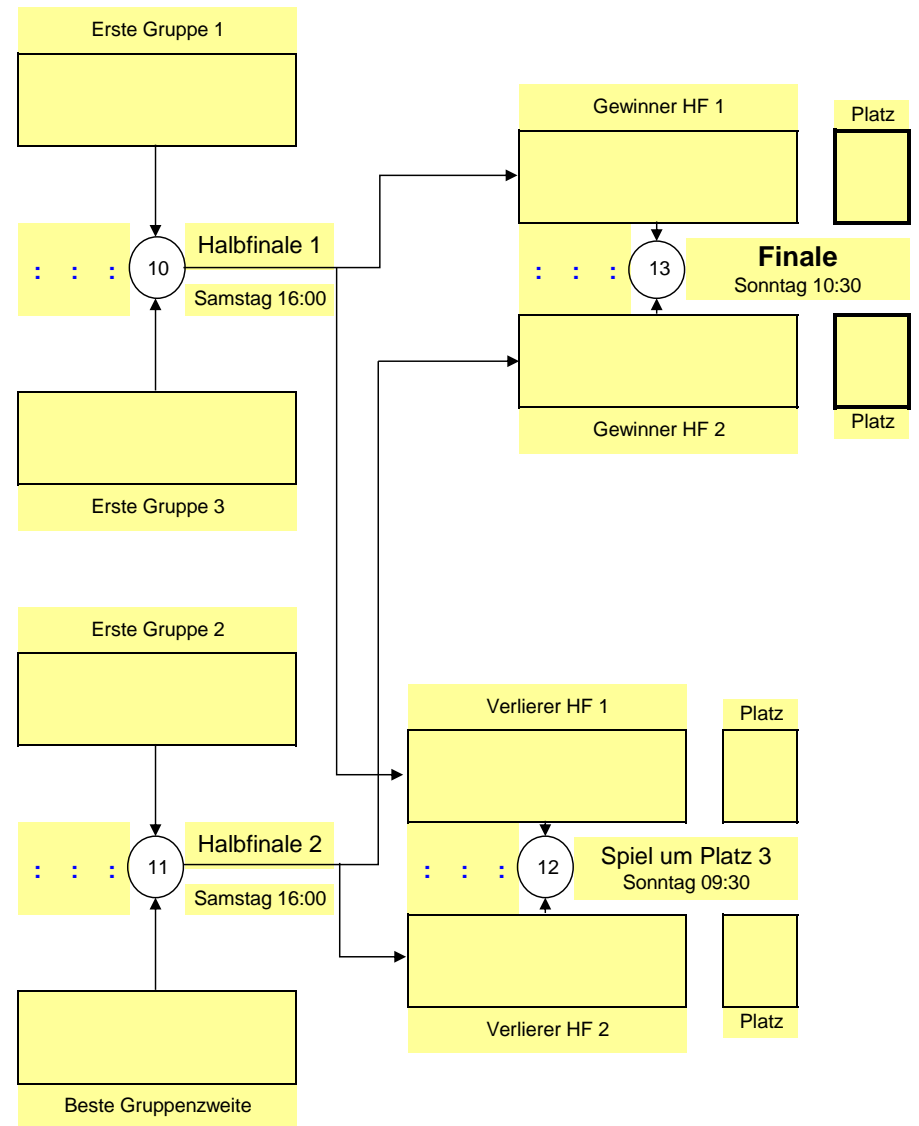 Erste Gruppe 1
Gewinner HF 1
Platz
: : :
10
Halbfinale 1
Samstag 16:00
: : :
13
Finale
Sonntag 10:30
Erste Gruppe 3
Gewinner HF 2
Platz
Erste Gruppe 2
Verlierer HF 1
Platz
: : :
11
Halbfinale 2
Samstag 16:00
: : :
12
Spiel um Platz 3
Sonntag 09:30
Verlierer HF 2
Platz
Beste Gruppenzweite